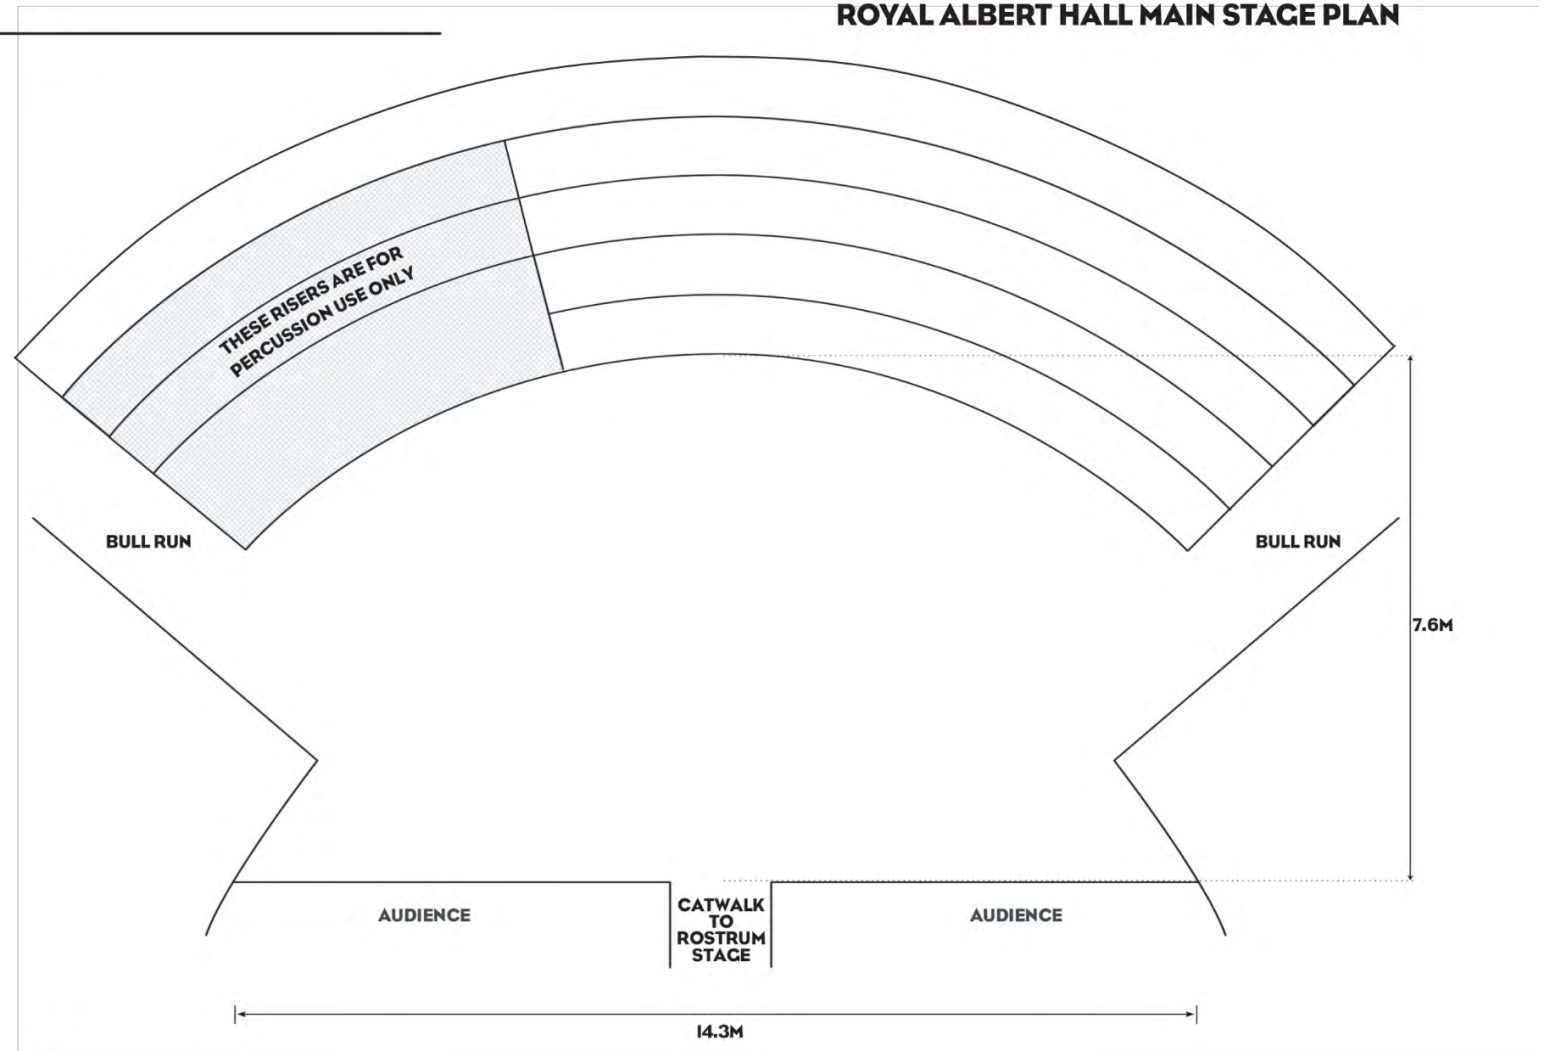 ROYAL ALBERT HALL MAIN STAGE PLAN
THESE RISERS ARE FOR
PERCUSSION USE ONLY
BULL RUN
BULL RUN
7.6M
AUDIENCE
CATWALK
TO
ROSTRUM
STAGE
AUDIENCE
14.3M